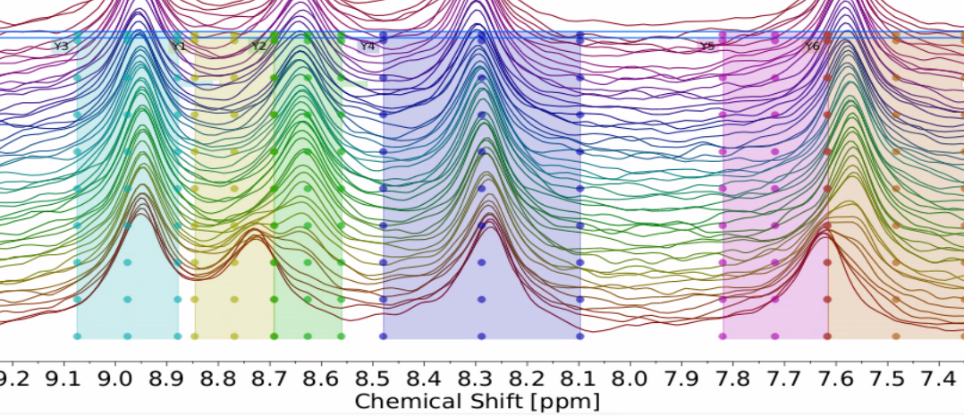 Y3 Y1 Y2 Y4 Y5 Y6
9.2 9.1 9.0 8.9 8.8 8.7 8.6 8.5 8.4 8.3 8.2 8.1 8.0 7.9 7.8 7.7 7.6 7.5 7.4
Chemical Shift [ppm]